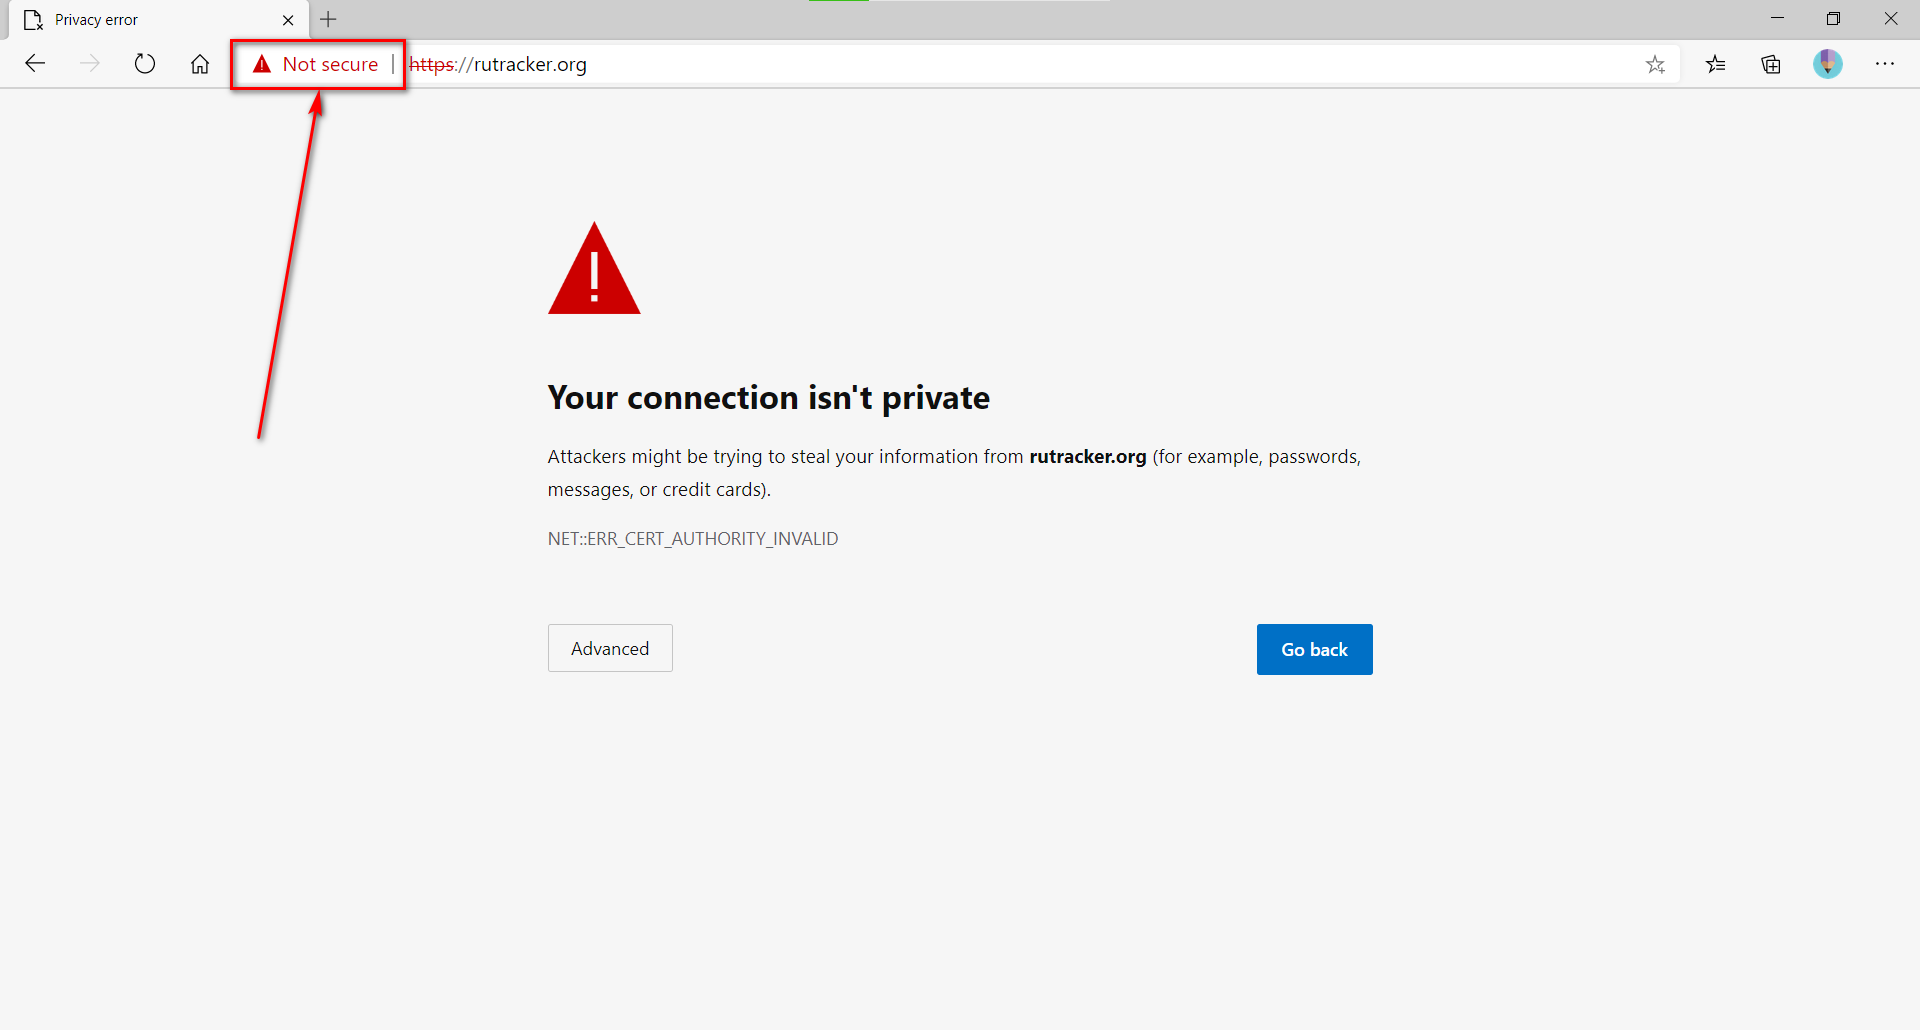 Privacy error
Not secure | https://rutracker.org
Your connection isn't private
Attackers might be trying to steal your information from rutracker.org (for example, passwords,
messages, or credit cards).
NET::ERR_CERT_AUTHORITY_INVALID
Advanced
Go back